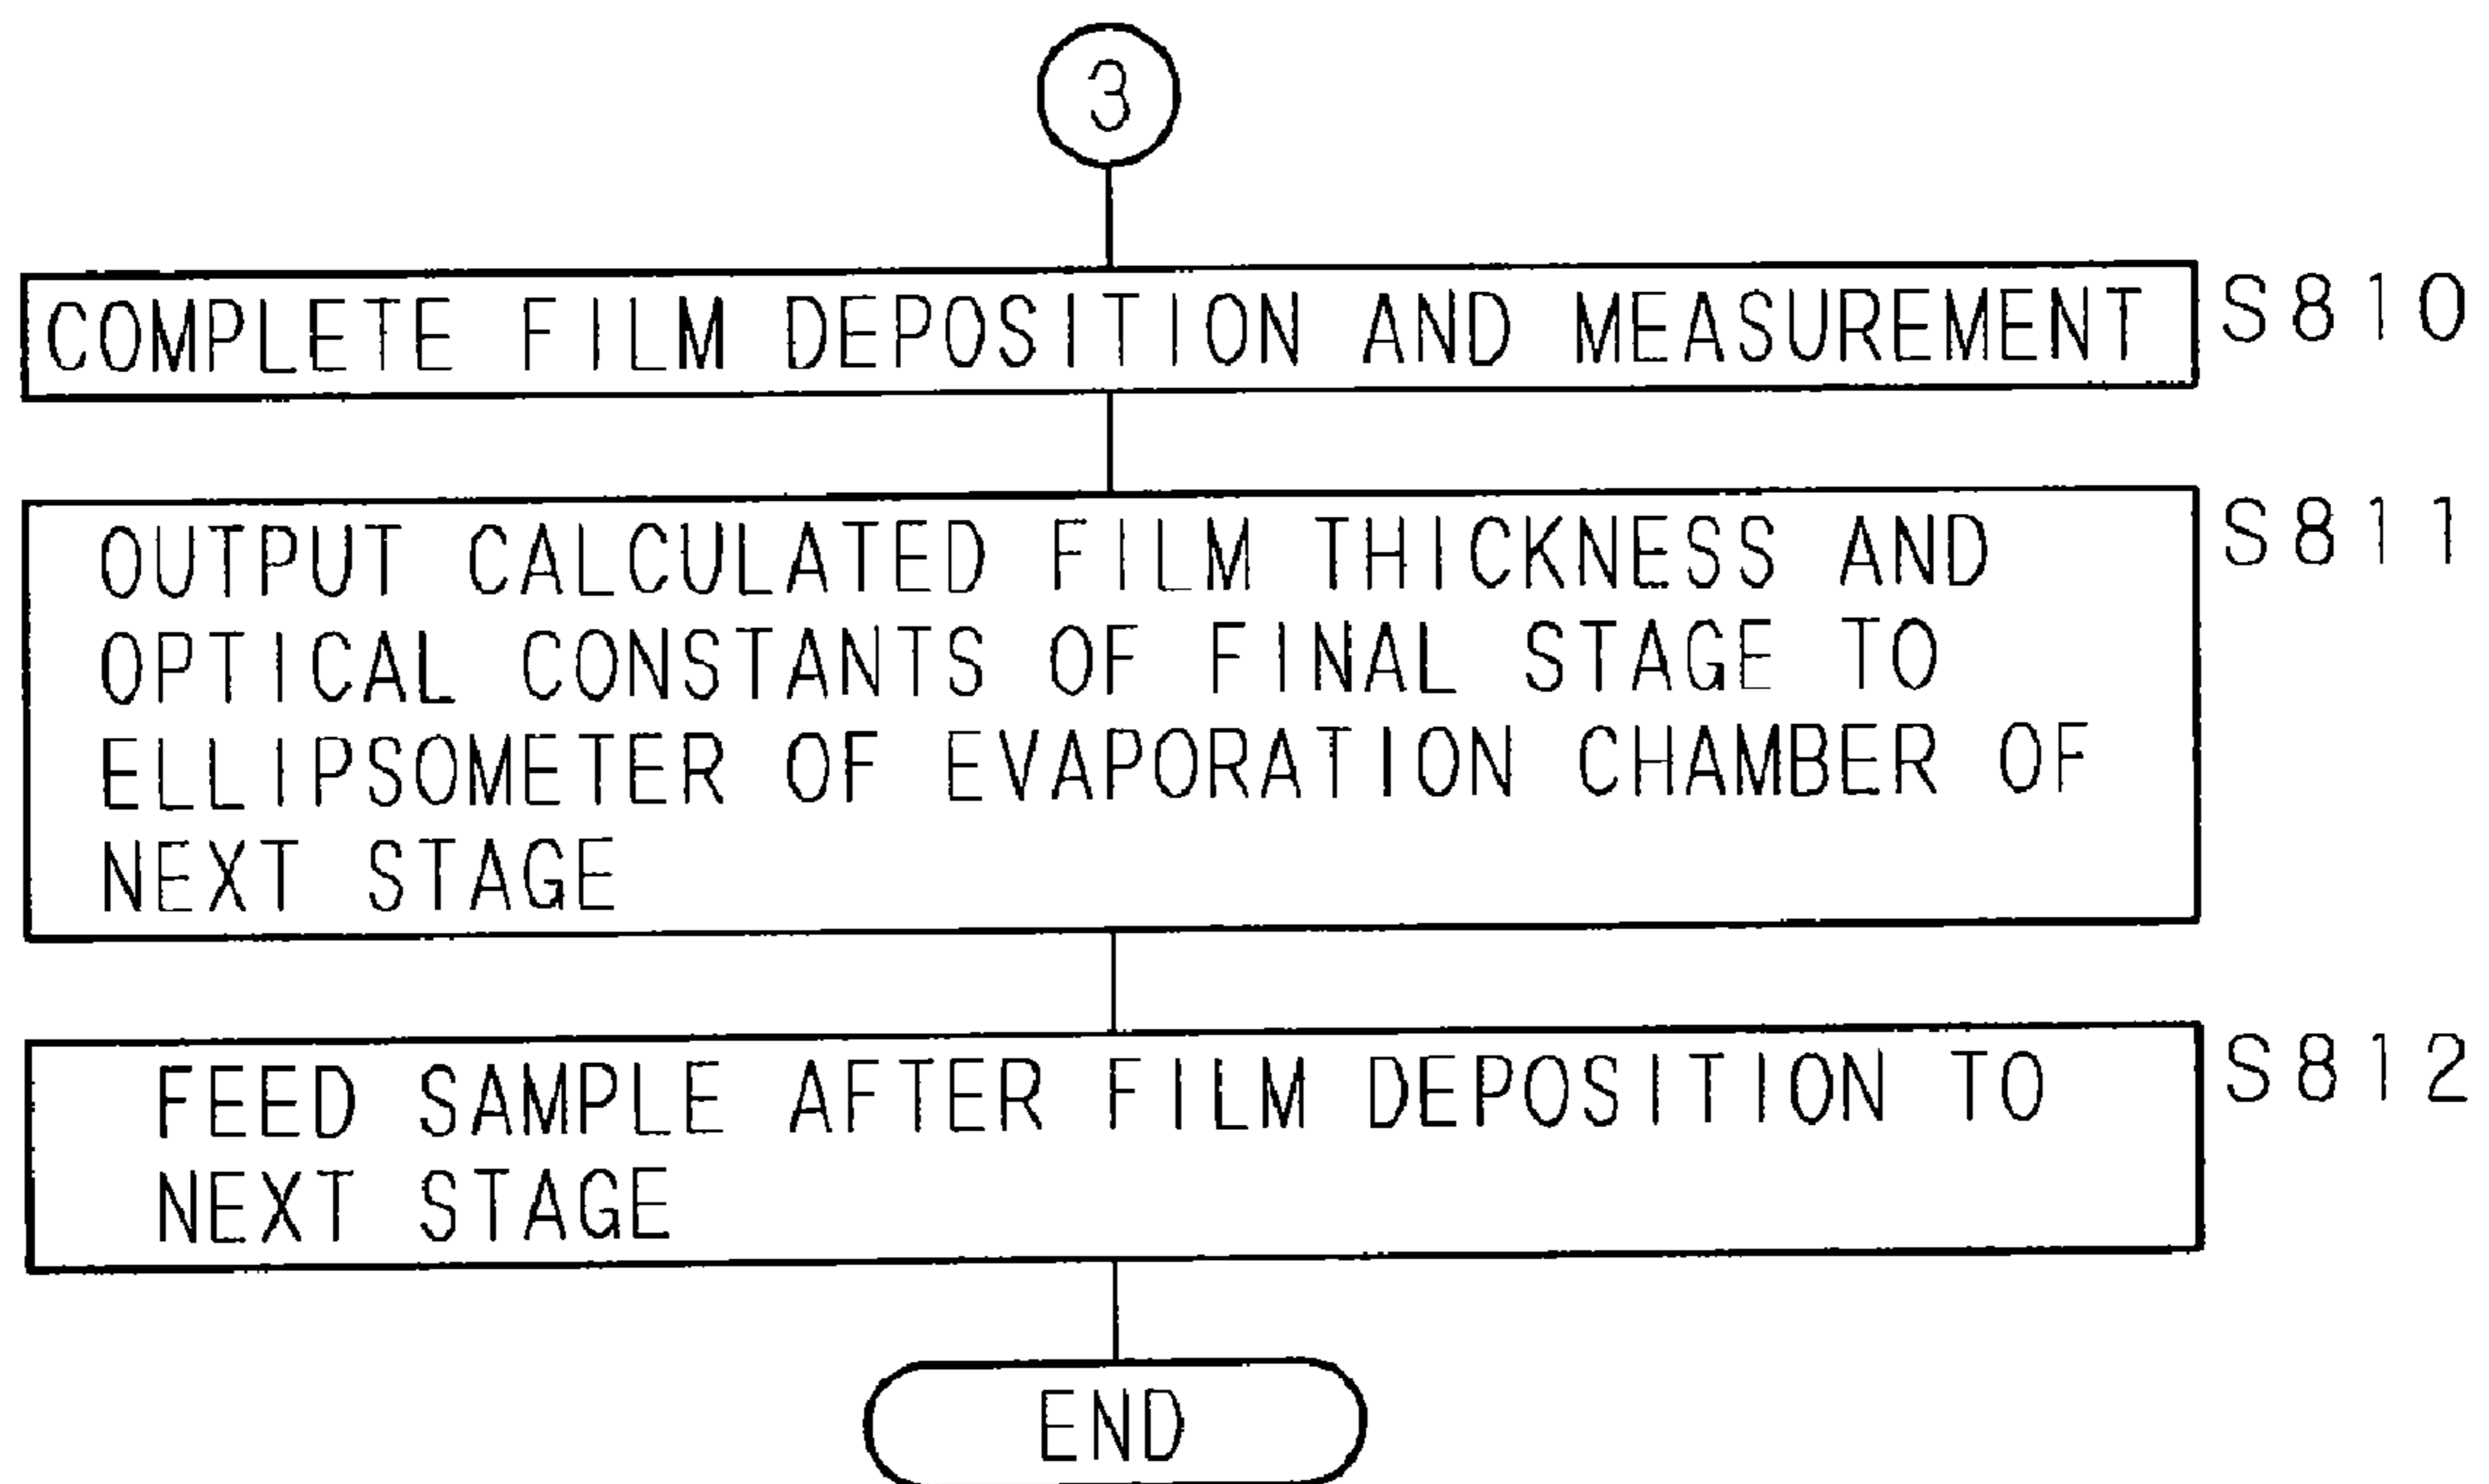 3
COMPLETE FILM DEPOSITION AND MEASUREMENT S810
OUTPUT CALCULATED FILM THICKNESS AND S811
OPTICAL CONSTANTS OF FINAL STAGE TO
ELLIPSOMETER OF EVAPORATION CHAMBER OF
NEXT STAGE
FEED SAMPLE AFTER FILM DEPOSITION TO S812
NEXT STAGE
END